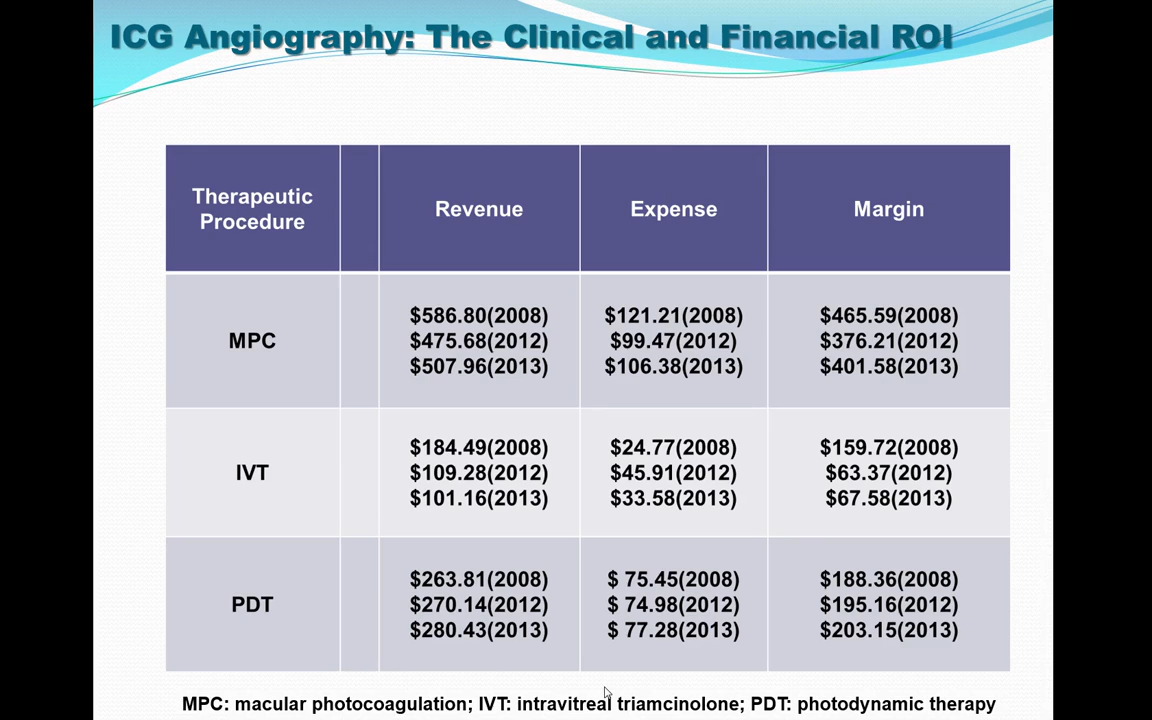 ICG Angiography: The Clinical and Financial ROI
Therapeutic
Procedure
Revenue
Expense
Margin
MPC
$586.80(2008)
$475.68(2012)
$507.96(2013)
$121.21(2008)
$99.47(2012)
$106.38(2013)
$465.59(2008)
$376.21(2012)
$401.58(2013)
IVT
$184.49(2008)
$109.28(2012)
$101.16(2013)
$24.77(2008)
$45.91(2012)
$33.58(2013)
$159.72(2008)
$63.37(2012)
$67.58(2013)
PDT
$263.81(2008)
$270.14(2012)
$280.43(2013)
$ 75.45(2008)
$ 74.98(2012)
$ 77.28(2013)
$188.36(2008)
$195.16(2012)
$203.15(2013)
MPC: macular photocoagulation; IVT: intravitreal triamcinolone; PDT: photodynamic therapy